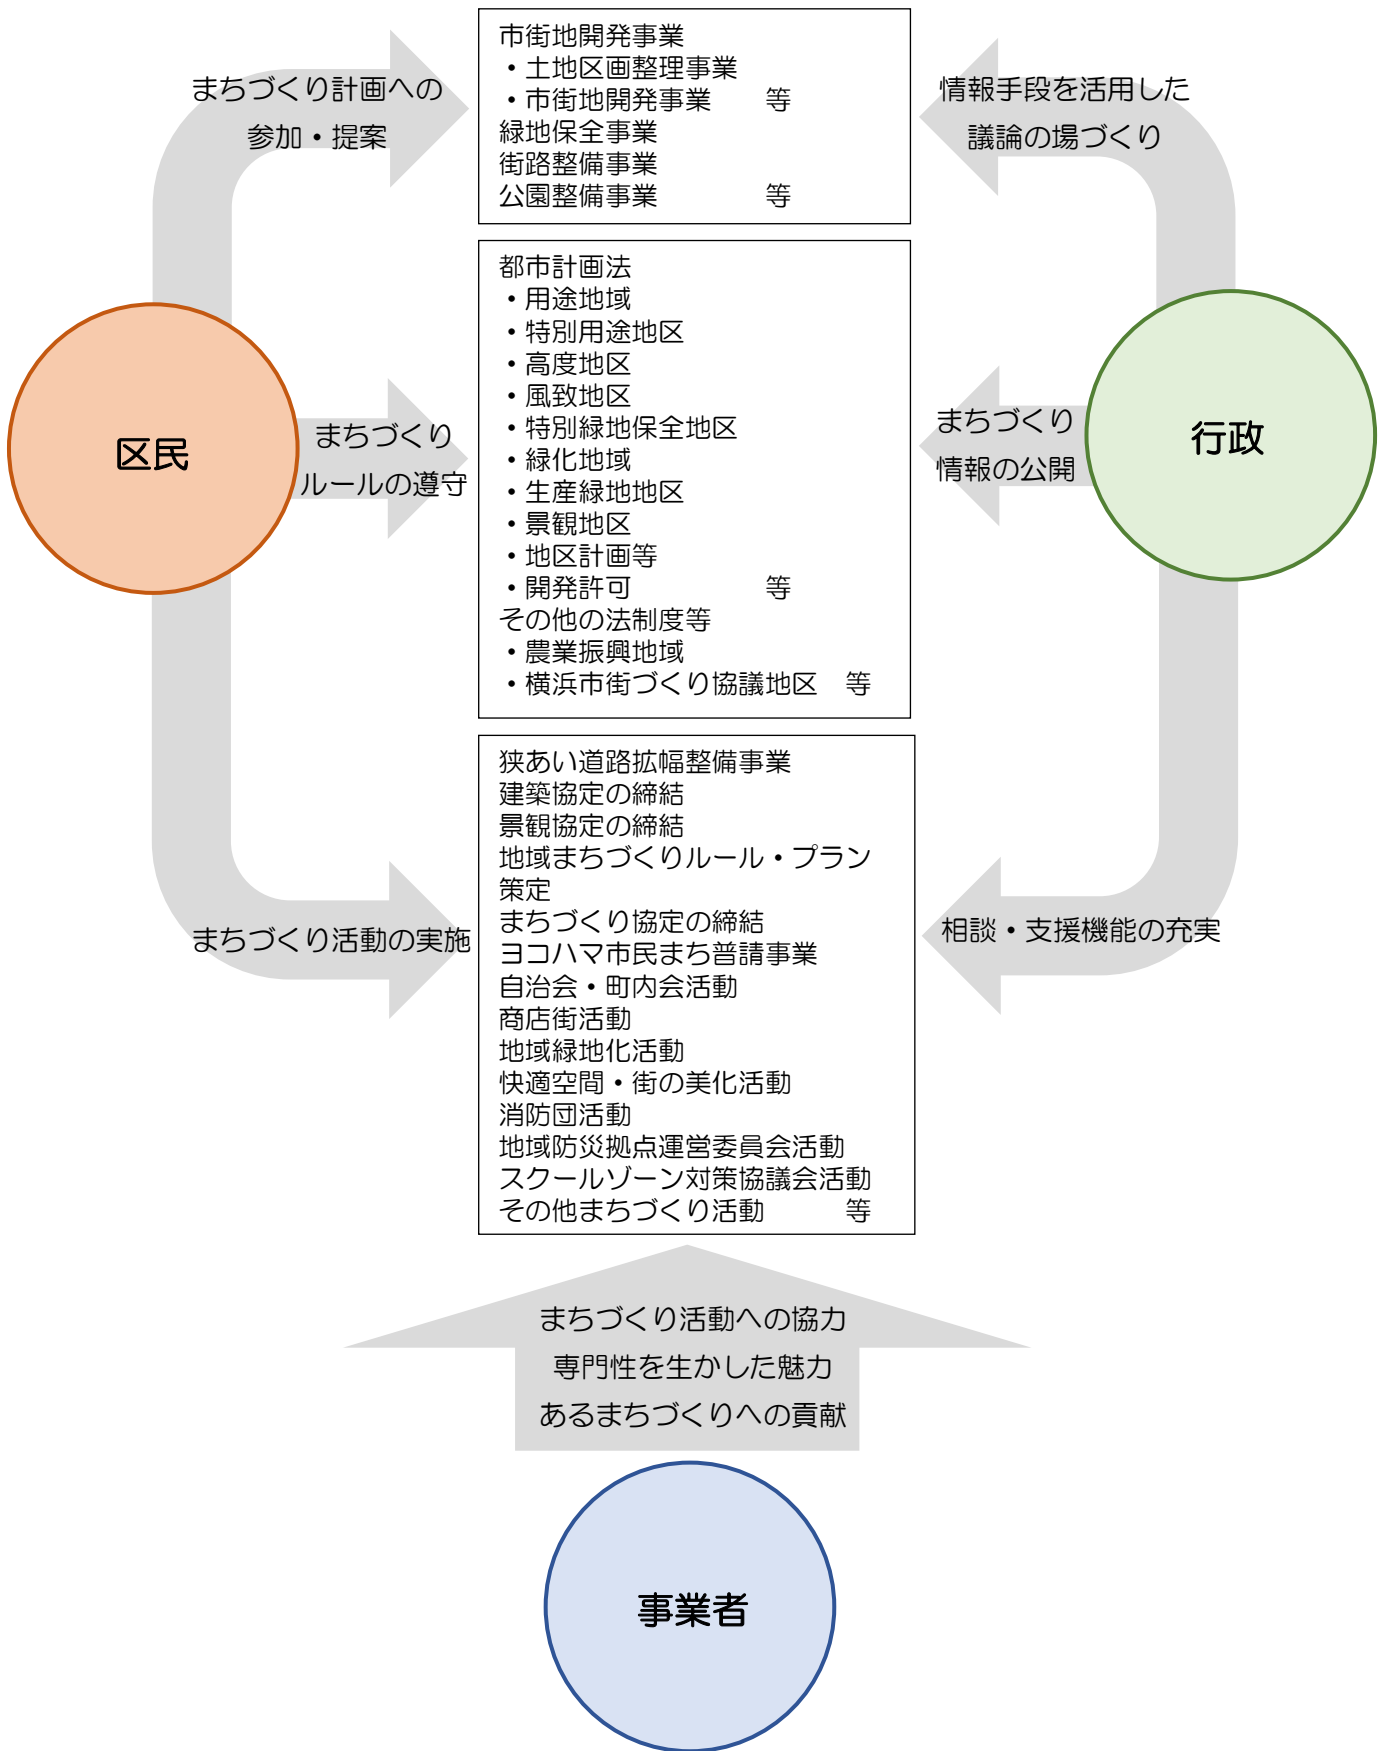 まちづくり計画への
参加・提案
市街地開発事業
・土地区画整理事業
・市街地開発事業　　等
緑地保全事業
街路整備事業
公園整備事業　　　　等
情報手段を活用した
議論の場づくり
区民
まちづくり
ルールの遵守
都市計画法
・用途地域
・特別用途地区
・高度地区
・風致地区
・特別緑地保全地区
・緑化地域
・生産緑地地区
・景観地区
・地区計画等
・開発許可　　　　　等
その他の法制度等
・農業振興地域
・横浜市街づくり協議地区　等
まちづくり
情報の公開
行政
まちづくり活動の実施
狭あい道路拡幅整備事業
建築協定の締結
景観協定の締結
地域まちづくりルール・プラン
策定
まちづくり協定の締結
ヨコハマ市民まち普請事業
自治会・町内会活動
商店街活動
地域緑地化活動
快適空間・街の美化活動
消防団活動
地域防災拠点運営委員会活動
スクールゾーン対策協議会活動
その他まちづくり活動　　　等
相談・支援機能の充実
まちづくり活動への協力
専門性を生かした魅力
あるまちづくりへの貢献
事業者